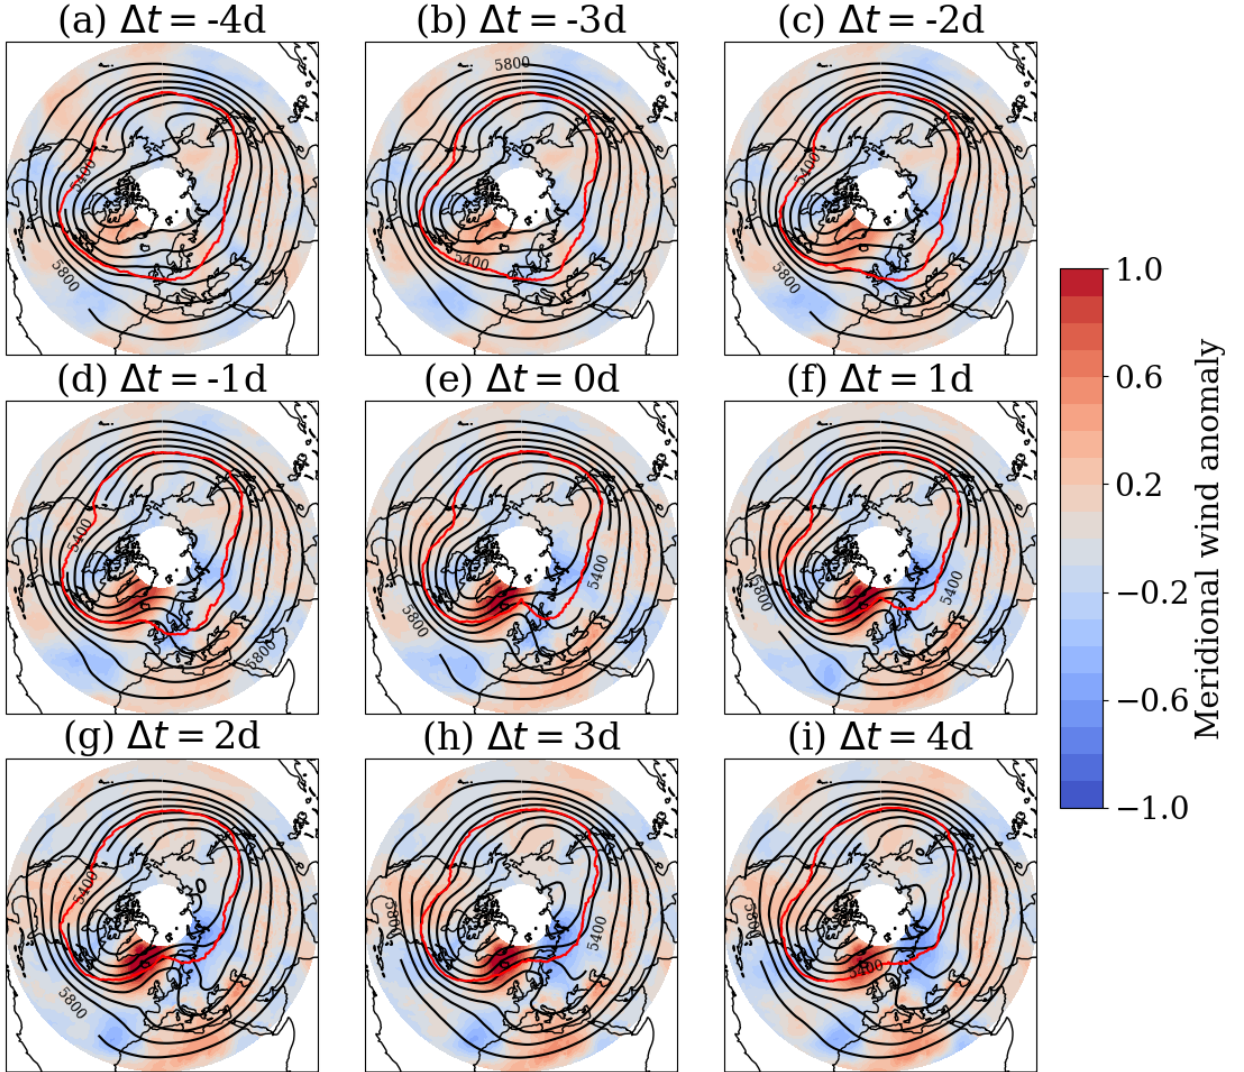 (a) Δt = -4d
(b) Δt = -3d
(c) Δt = -2d
5400
5800
5800
5400
5400
5800
(d) Δt = -1d
(e) Δt = 0d
(f) Δt = 1d
5400
5800
5400
5800
5400
5800
(g) Δt = 2d
(h) Δt = 3d
(i) Δt = 4d
5400
5800
5800
5400
5800
5400
1.0
0.6
0.2
−0.2
−0.6
−1.0
Meridional wind anomaly